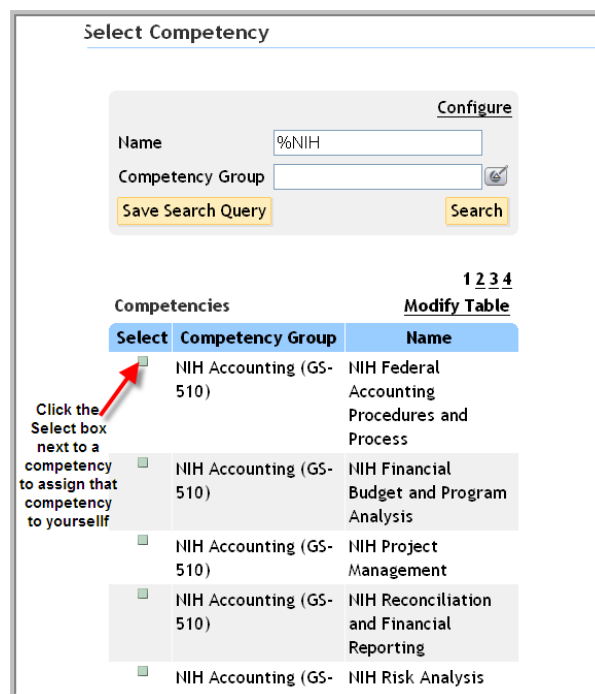 Select Competency
Configure
Name %NIH
Competency Group
Save Search Query Search
1 2 3 4
Competencies Modify Table
Select Competency Group Name
NIH Accounting (GS-510) NIH Federal Accounting Procedures and Process
Click the
Select box
next to a
competency
to assign that
competency
to yoursellf
NIH Accounting (GS-510) NIH Financial Budget and Program Analysis
NIH Accounting (GS-510) NIH Project Management
NIH Accounting (GS-510) NIH Reconciliation and Financial Reporting
NIH Accounting (GS- NIH Risk Analysis